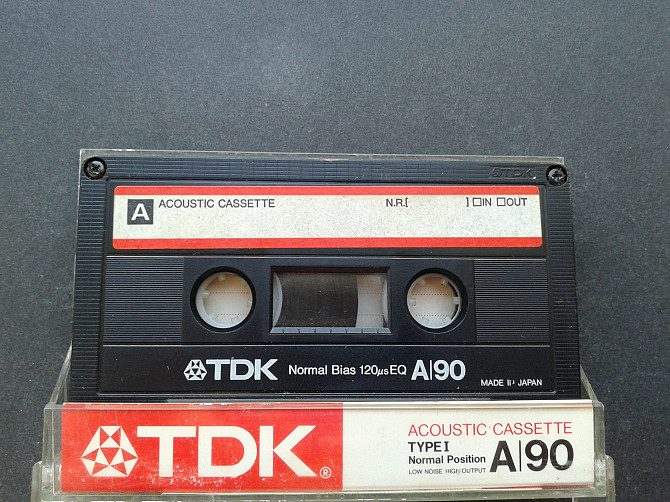 TDK
A ACOUSTIC CASSETTE N.R.[ ] □IN □OUT
TDK Normal Bias 120µs EQ A|90
MADE IN JAPAN
TDK®
ACOUSTIC CASSETTE
TYPE I
Normal Position
LOW NOISE HIGH OUTPUT
A|90